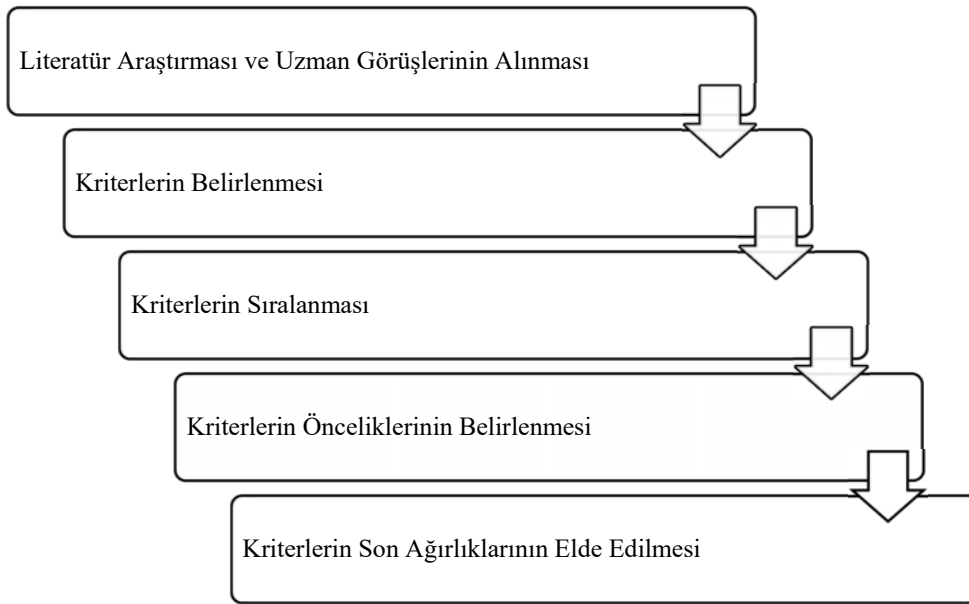 Literatür Araştırması ve Uzman Görüşlerinin Alınması
Kriterlerin Belirlenmesi
Kriterlerin Sıralanması
Kriterlerin Önceliklerinin Belirlenmesi
Kriterlerin Son Ağırlıklarının Elde Edilmesi